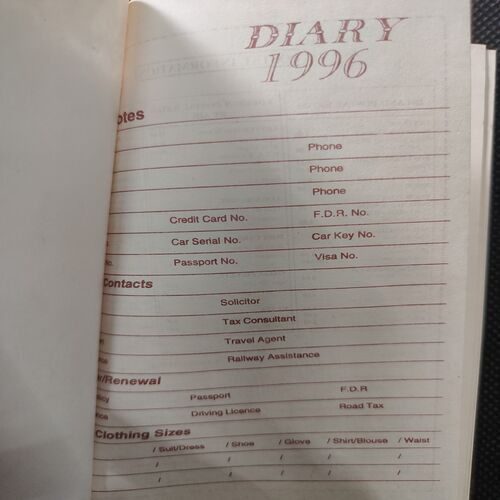 DIARY
1996
otes
Phone
Phone
Phone
Credit Card No. F.D.R. No.
Car Serial No. Car Key No.
o. Passport No. Visa No.
Contacts
Solicitor
Tax Consultant
Travel Agent
Railway Assistance
/Renewal
icy Passport F.D.R
nce Driving Licence Road Tax
Clothing Sizes
/ Suit/Dress / Shoe / Glove / Shirt/Blouse / Waist
/ / / / /
/ / / / /